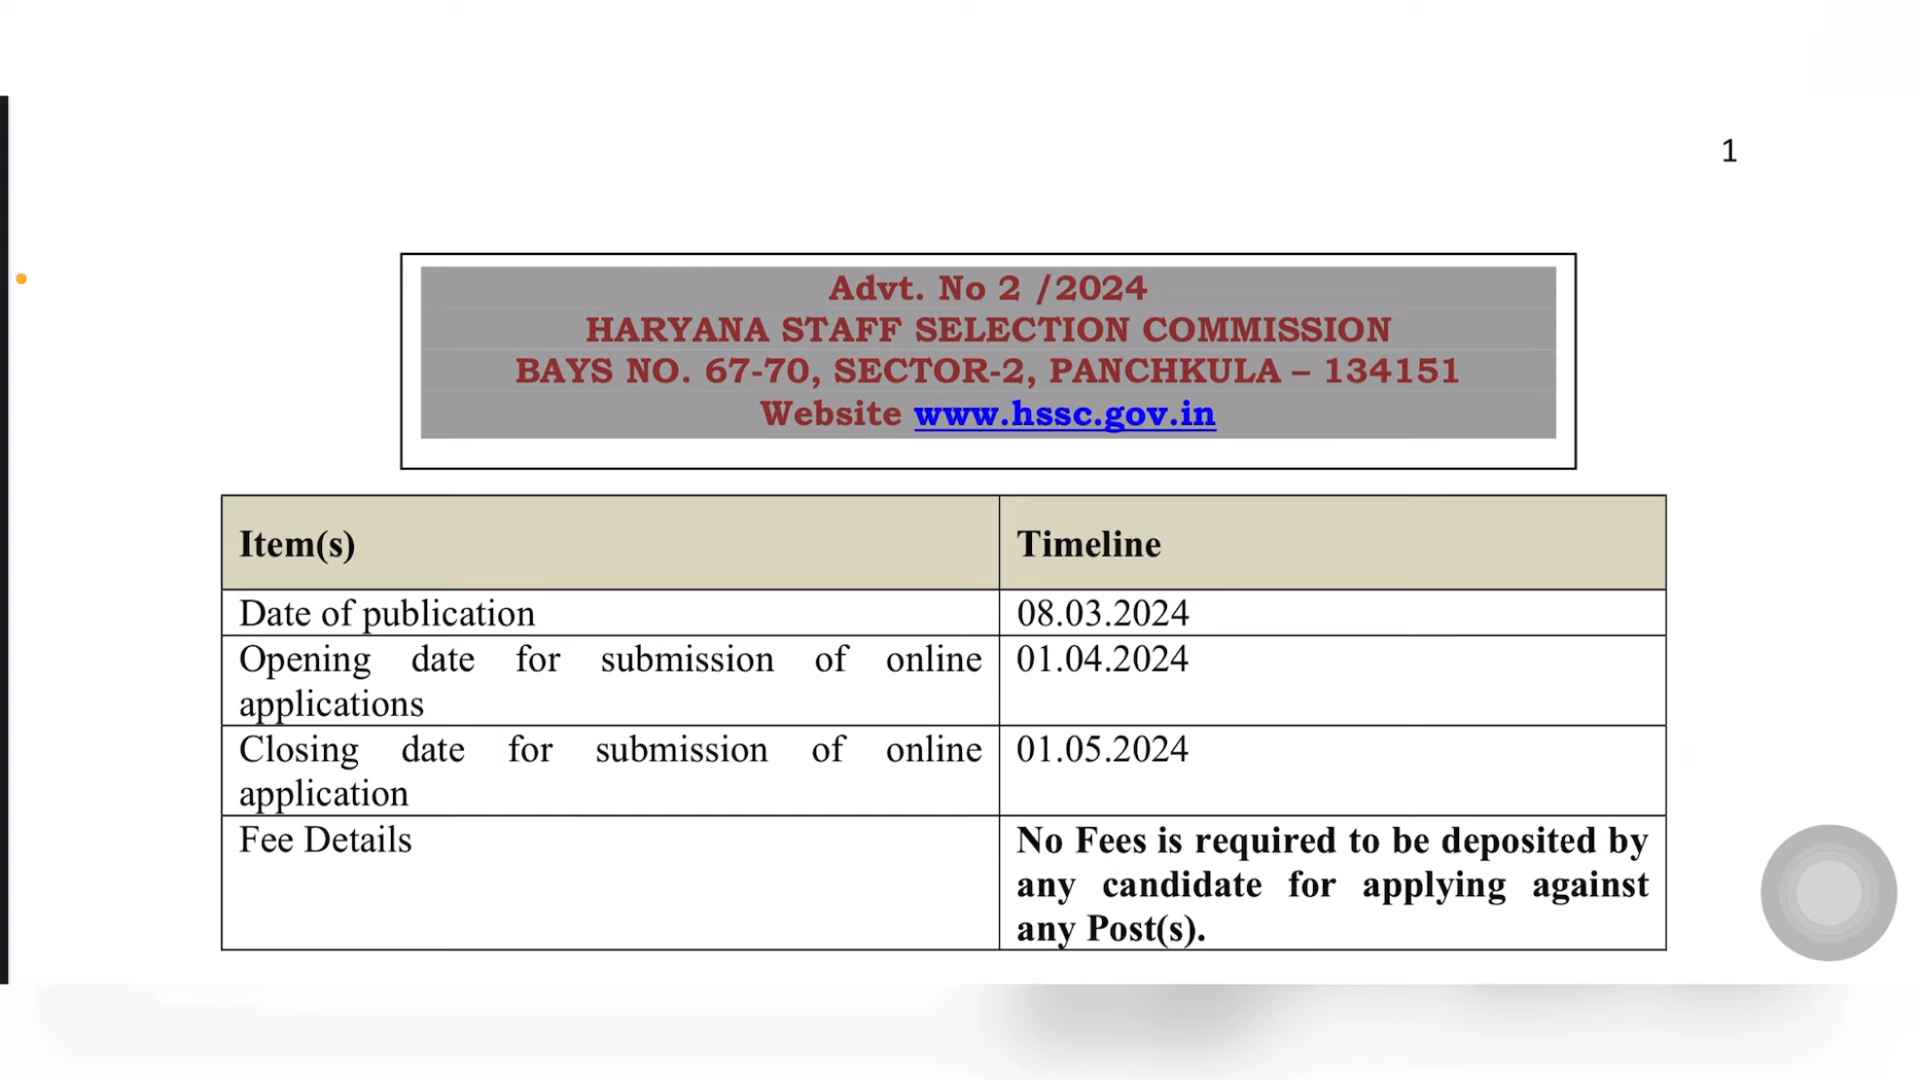 1
Advt. No 2 /2024
HARYANA STAFF SELECTION COMMISSION
BAYS NO. 67-70, SECTOR-2, PANCHKULA – 134151
Website www.hssc.gov.in
Item(s) Timeline
Date of publication 08.03.2024
Opening date for submission of online 01.04.2024
applications
Closing date for submission of online 01.05.2024
application
Fee Details No Fees is required to be deposited by
any candidate for applying against
any Post(s).